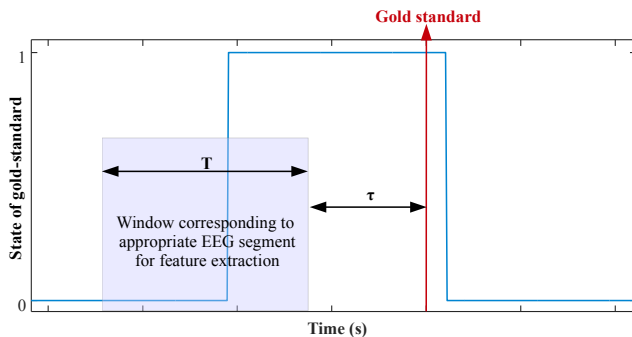 Gold standard
1
State of gold-standard
T
τ
Window corresponding to
appropriate EEG segment
for feature extraction
0
Time (s)